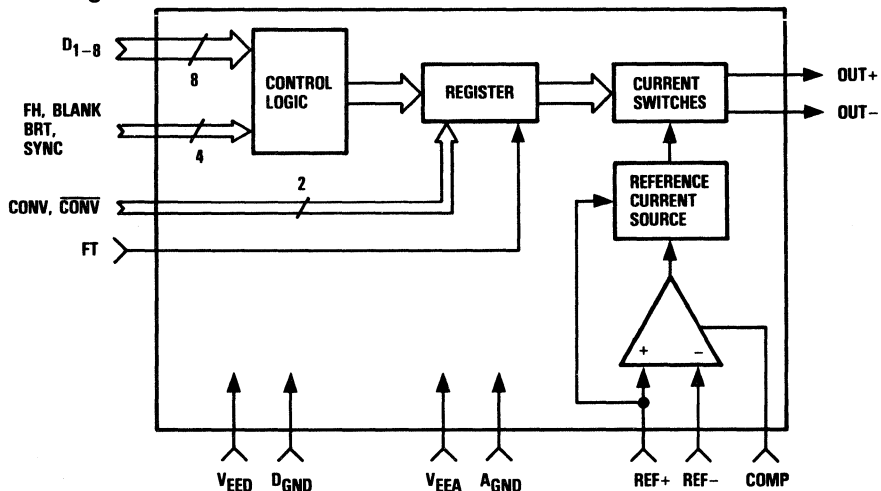 D1–8
8
CONTROL
LOGIC
REGISTER
CURRENT
SWITCHES
OUT+
OUT−
FH, BLANK
BRT,
SYNC
4
2
CONV, C̅O̅N̅V̅
FT
REFERENCE
CURRENT
SOURCE
+ −
VEED DGND VEEA AGND REF+ REF− COMP